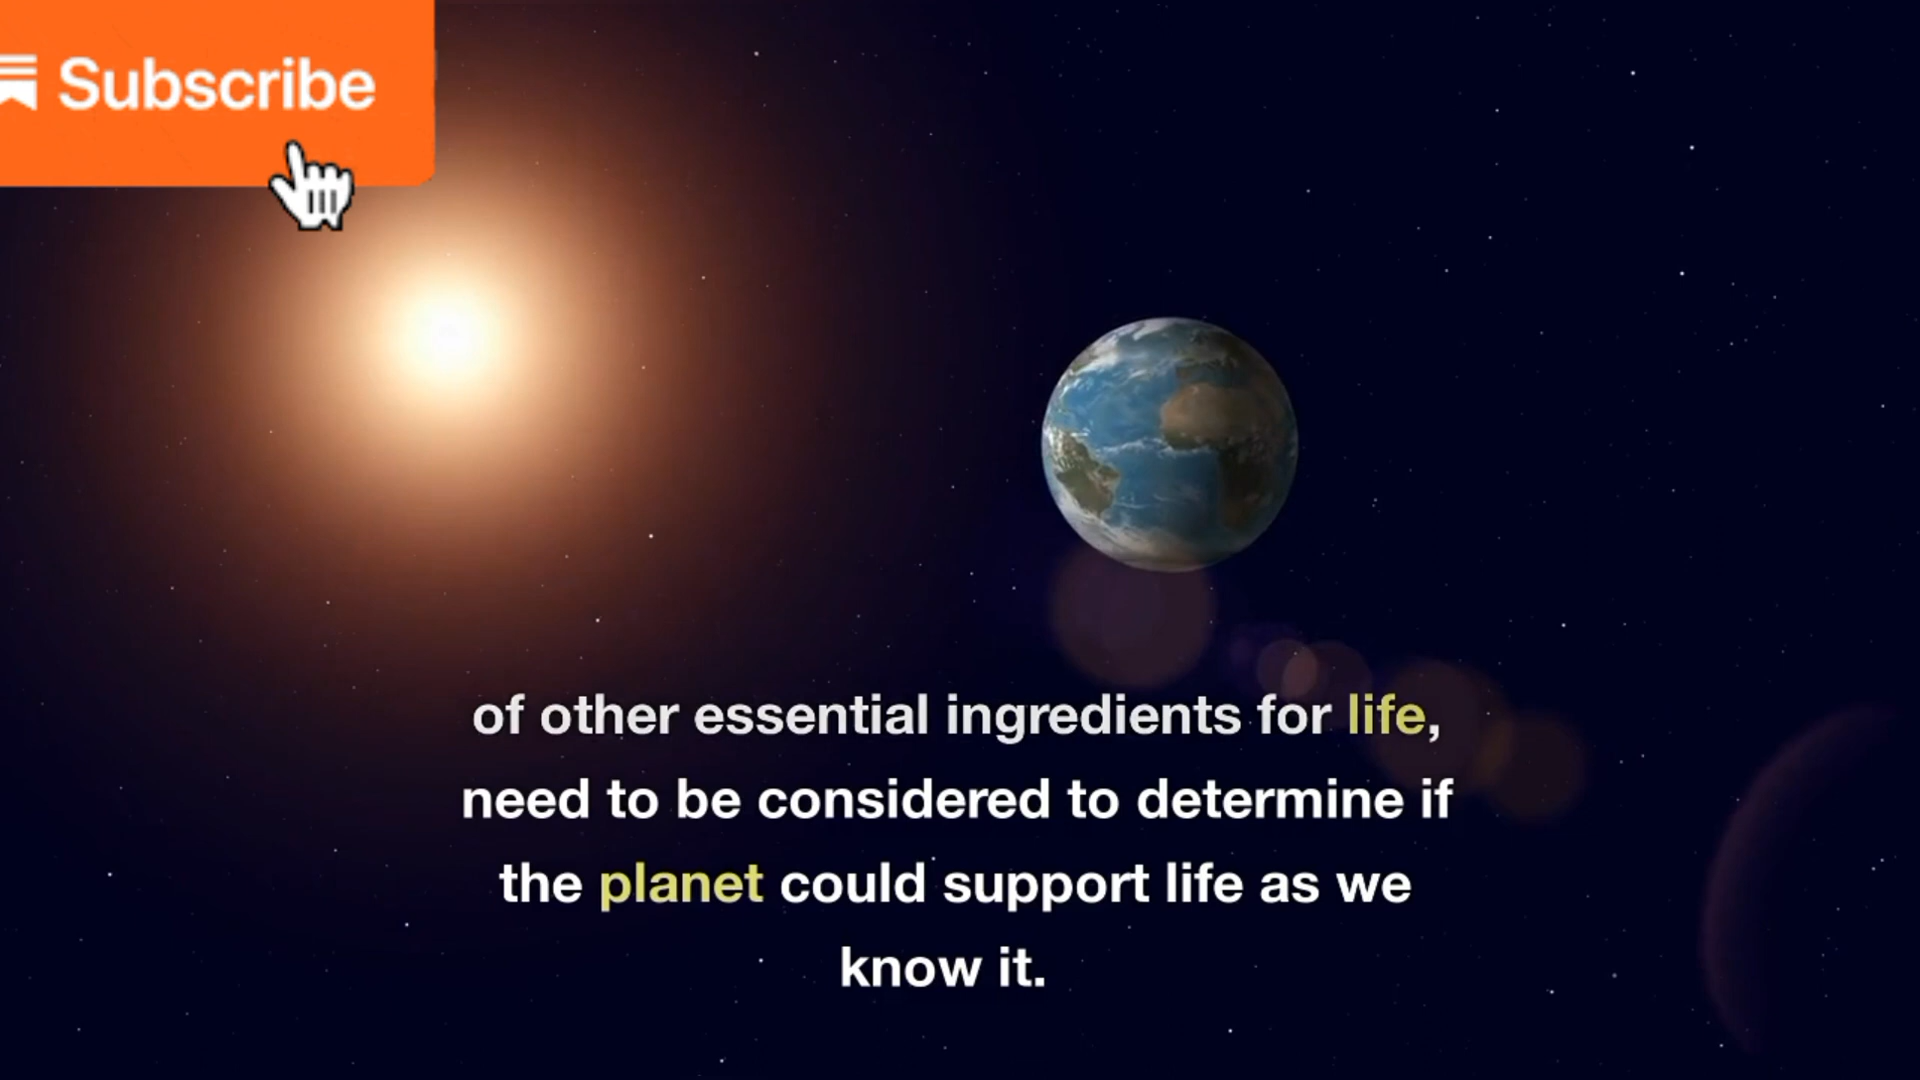 Subscribe
of other essential ingredients for life,
need to be considered to determine if
the planet could support life as we
know it.